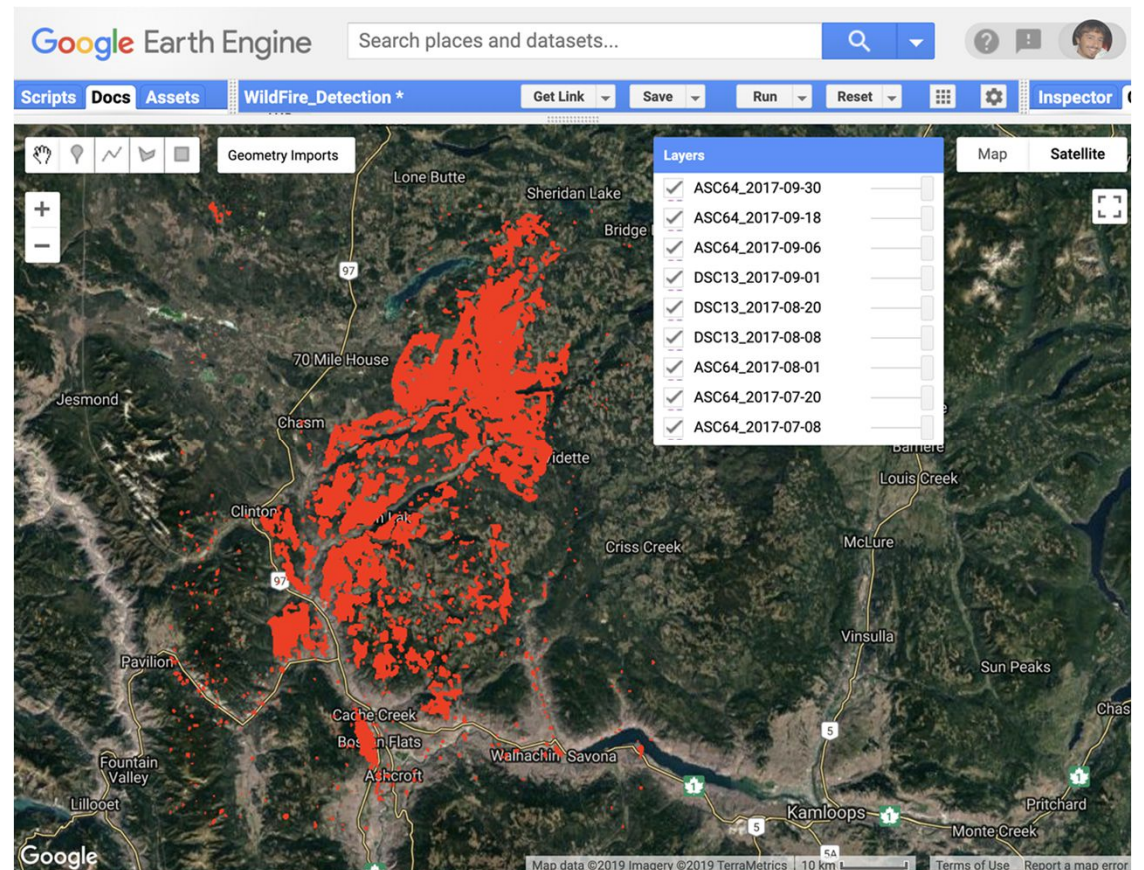 Google Earth Engine
Search places and datasets...
Scripts Docs Assets
WildFire_Detection *
Get Link
Save
Run
Reset
Inspector
Geometry Imports
Layers
ASC64_2017-09-30
ASC64_2017-09-18
ASC64_2017-09-06
DSC13_2017-09-01
DSC13_2017-08-20
DSC13_2017-08-08
ASC64_2017-08-01
ASC64_2017-07-20
ASC64_2017-07-08
Map Satellite
+
−
Lone Butte
Sheridan Lake
Bridge
97
70 Mile House
Jesmond
Chasm
idette
Barriere
Louis Creek
Clinton
Criss Creek
McLure
97
Vinsulla
Pavilion
Sun Peaks
Chas
Cache Creek
5
Boston Flats
Walhachin
Savona
Fountain
Valley
Ashcroft
1
1
Lillooet
Kamloops
1
Pritchard
5
Monte Creek
5A
Google
Map data ©2019 Imagery ©2019 TerraMetrics
10 km
Terms of Use
Report a map error